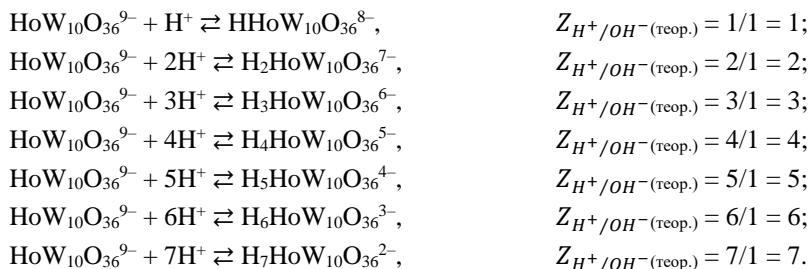 HoW₁₀O₃₆⁹⁻ + H⁺ ⇄ HHoW₁₀O₃₆⁸⁻, Z_{H⁺/OH⁻(теор.)} = 1/1 = 1;
HoW₁₀O₃₆⁹⁻ + 2H⁺ ⇄ H₂HoW₁₀O₃₆⁷⁻, Z_{H⁺/OH⁻(теор.)} = 2/1 = 2;
HoW₁₀O₃₆⁹⁻ + 3H⁺ ⇄ H₃HoW₁₀O₃₆⁶⁻, Z_{H⁺/OH⁻(теор.)} = 3/1 = 3;
HoW₁₀O₃₆⁹⁻ + 4H⁺ ⇄ H₄HoW₁₀O₃₆⁵⁻, Z_{H⁺/OH⁻(теор.)} = 4/1 = 4;
HoW₁₀O₃₆⁹⁻ + 5H⁺ ⇄ H₅HoW₁₀O₃₆⁴⁻, Z_{H⁺/OH⁻(теор.)} = 5/1 = 5;
HoW₁₀O₃₆⁹⁻ + 6H⁺ ⇄ H₆HoW₁₀O₃₆³⁻, Z_{H⁺/OH⁻(теор.)} = 6/1 = 6;
HoW₁₀O₃₆⁹⁻ + 7H⁺ ⇄ H₇HoW₁₀O₃₆²⁻, Z_{H⁺/OH⁻(теор.)} = 7/1 = 7.